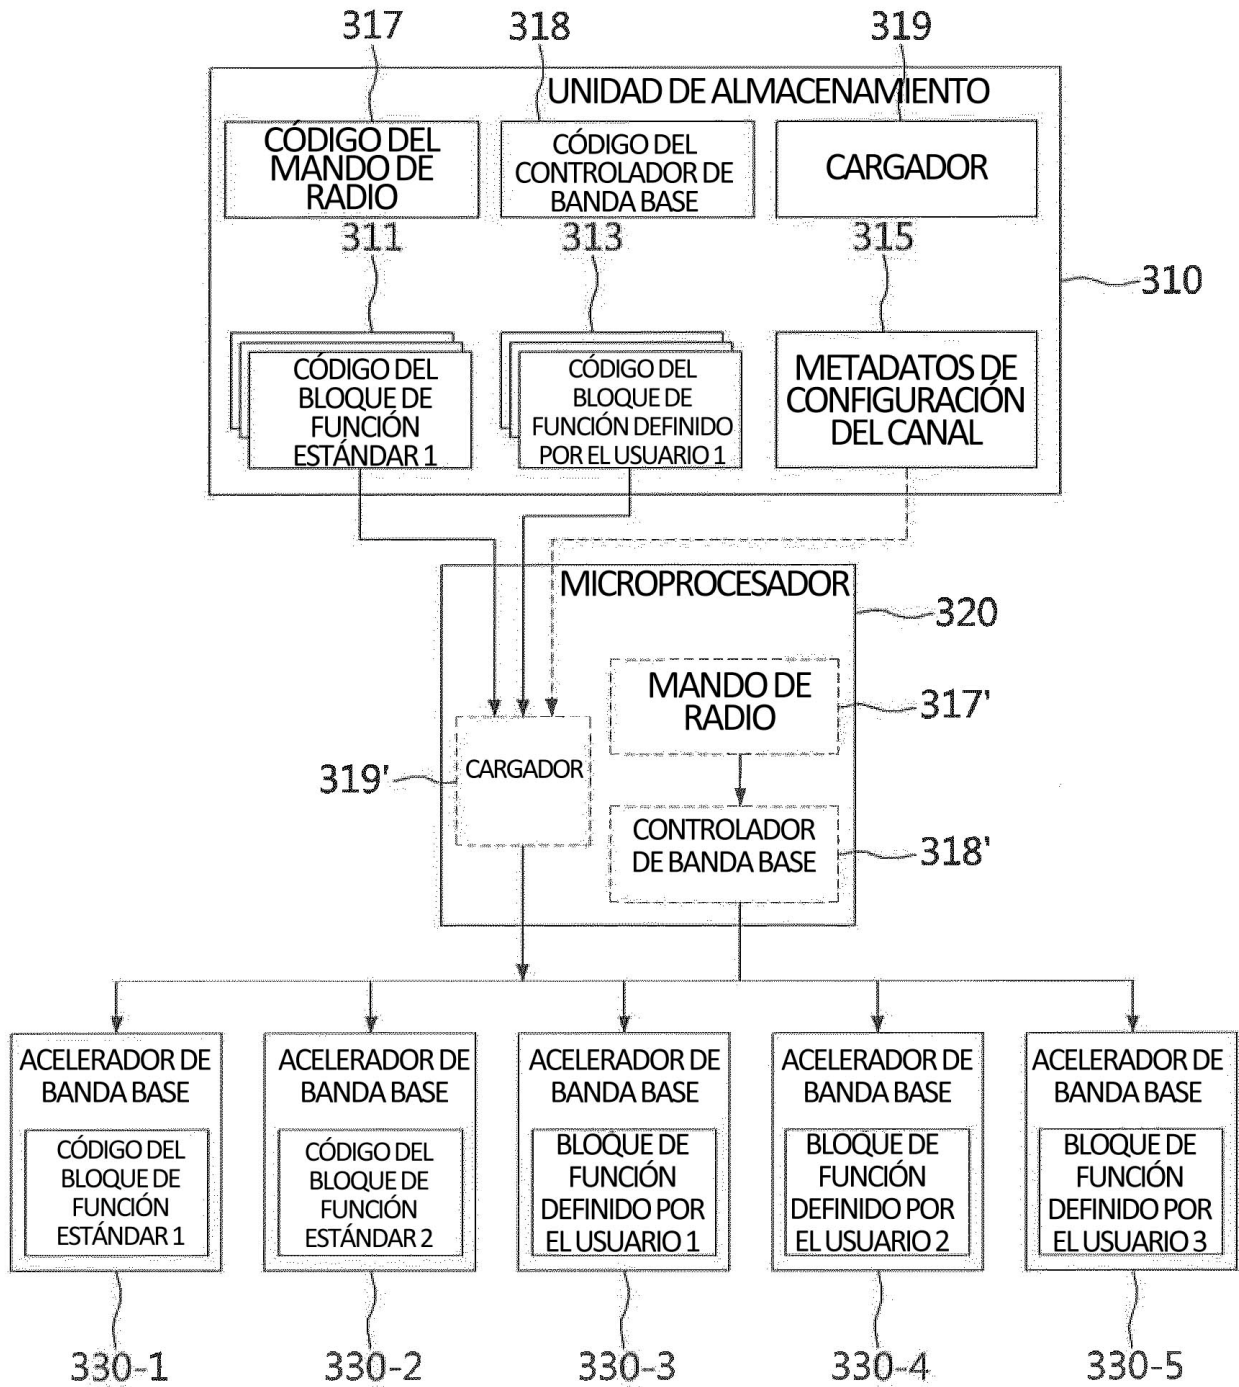 317
318
319
UNIDAD DE ALMACENAMIENTO
CÓDIGO DEL
MANDO DE
RADIO
CÓDIGO DEL
CONTROLADOR DE
BANDA BASE
CARGADOR
311
313
315
310
CÓDIGO DEL
BLOQUE DE
FUNCIÓN
ESTÁNDAR 1
CÓDIGO DEL
BLOQUE DE
FUNCIÓN DEFINIDO
POR EL USUARIO 1
METADATOS DE
CONFIGURACIÓN
DEL CANAL
MICROPROCESADOR
320
MANDO DE
RADIO
317'
CARGADOR
319'
CONTROLADOR
DE BANDA BASE
318'
ACELERADOR DE
BANDA BASE
CÓDIGO DEL
BLOQUE DE
FUNCIÓN
ESTÁNDAR 1
ACELERADOR DE
BANDA BASE
CÓDIGO DEL
BLOQUE DE
FUNCIÓN
ESTÁNDAR 2
ACELERADOR DE
BANDA BASE
BLOQUE DE
FUNCIÓN
DEFINIDO POR
EL USUARIO 1
ACELERADOR DE
BANDA BASE
BLOQUE DE
FUNCIÓN
DEFINIDO POR
EL USUARIO 2
ACELERADOR DE
BANDA BASE
BLOQUE DE
FUNCIÓN
DEFINIDO POR
EL USUARIO 3
330-1
330-2
330-3
330-4
330-5